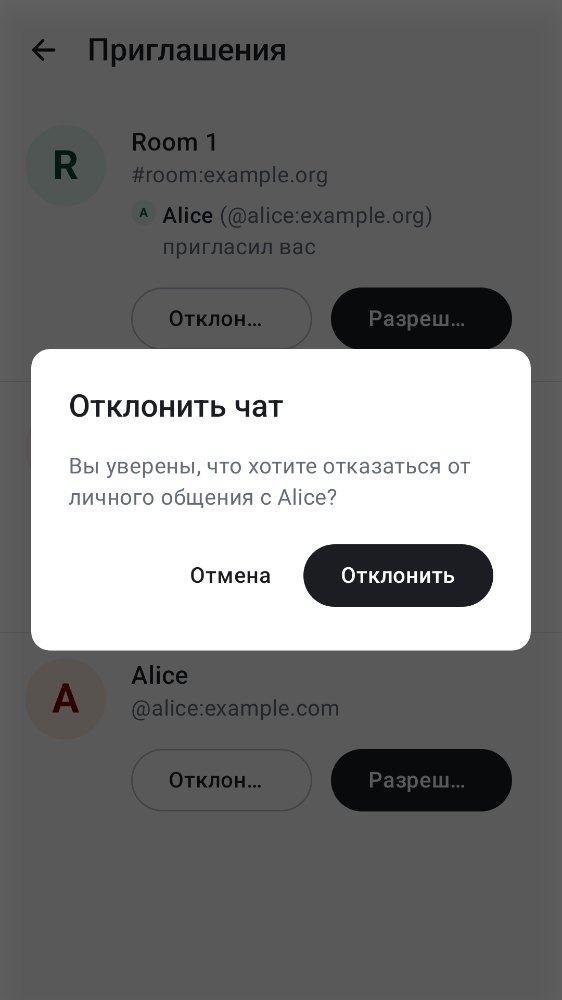 Приглашения
R
Room 1
#room:example.org
A Alice (@alice:example.org)
пригласил вас
Отклон… Разреш…
Отклонить чат
Вы уверены, что хотите отказаться от
личного общения с Alice?
Отмена Отклонить
A
Alice
@alice:example.com
Отклон… Разреш…